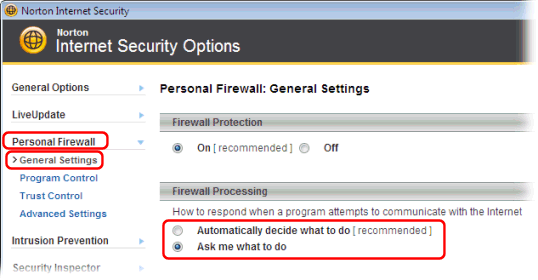 Norton Internet Security
Norton
Internet Security Options
General Options
LiveUpdate
Personal Firewall
General Settings
Program Control
Trust Control
Advanced Settings
Intrusion Prevention
Security Inspector
Personal Firewall: General Settings
Firewall Protection
On [ recommended ] Off
Firewall Processing
How to respond when a program attempts to communicate with the Internet
Automatically decide what to do [ recommended ]
Ask me what to do